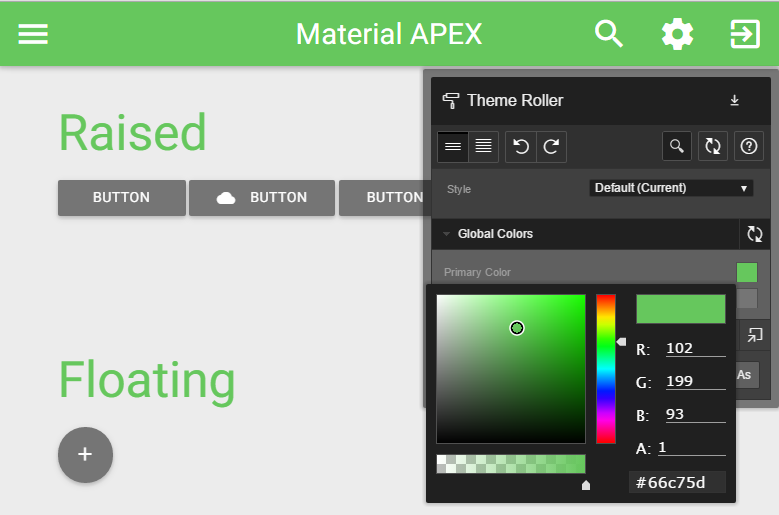 Material APEX
Raised
BUTTON
BUTTON
BUTTON
Floating
+
Theme Roller
Style
Default (Current)
Global Colors
Primary Color
R: 102
G: 199
B: 93
A: 1
#66c75d
As